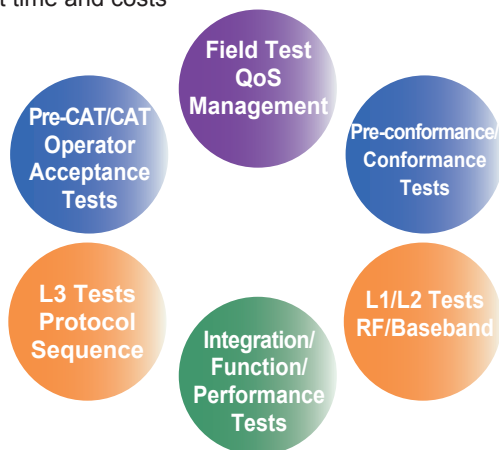 t time and costs
Field Test
QoS
Management
Pre-CAT/CAT
Operator
Acceptance
Tests
Pre-conformance/
Conformance
Tests
L3 Tests
Protocol
Sequence
L1/L2 Tests
RF/Baseband
Integration/
Function/
Performance
Tests